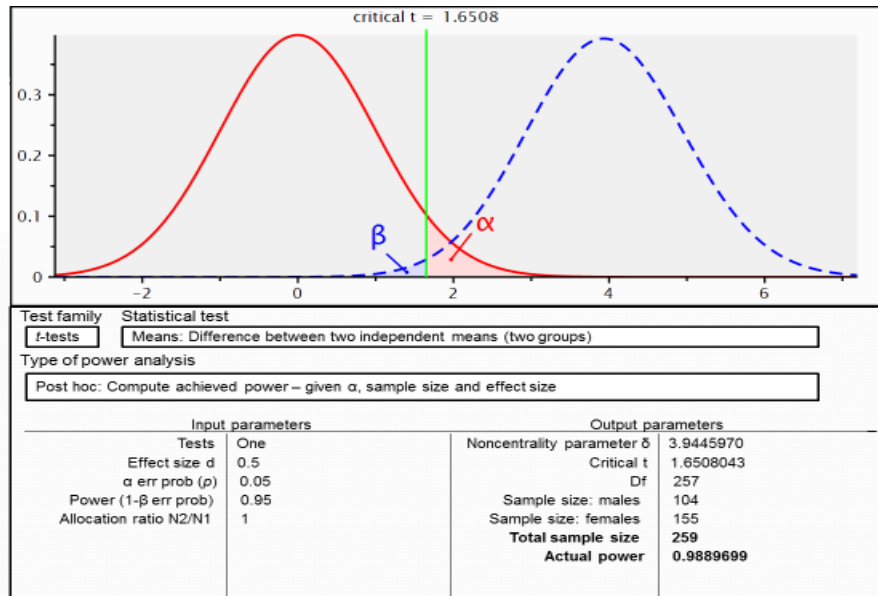 critical t = 1.6508
0.3
0.2
0.1
0
β
α
−2 0 2 4 6
Test family Statistical test
t-tests Means: Difference between two independent means (two groups)
Type of power analysis
Post hoc: Compute achieved power – given α, sample size and effect size
Input parameters Output parameters
Tests One Noncentrality parameter δ 3.9445970
Effect size d 0.5 Critical t 1.6508043
α err prob (p) 0.05 Df 257
Power (1-β err prob) 0.95 Sample size: males 104
Allocation ratio N2/N1 1 Sample size: females 155
Total sample size 259
Actual power 0.9889699